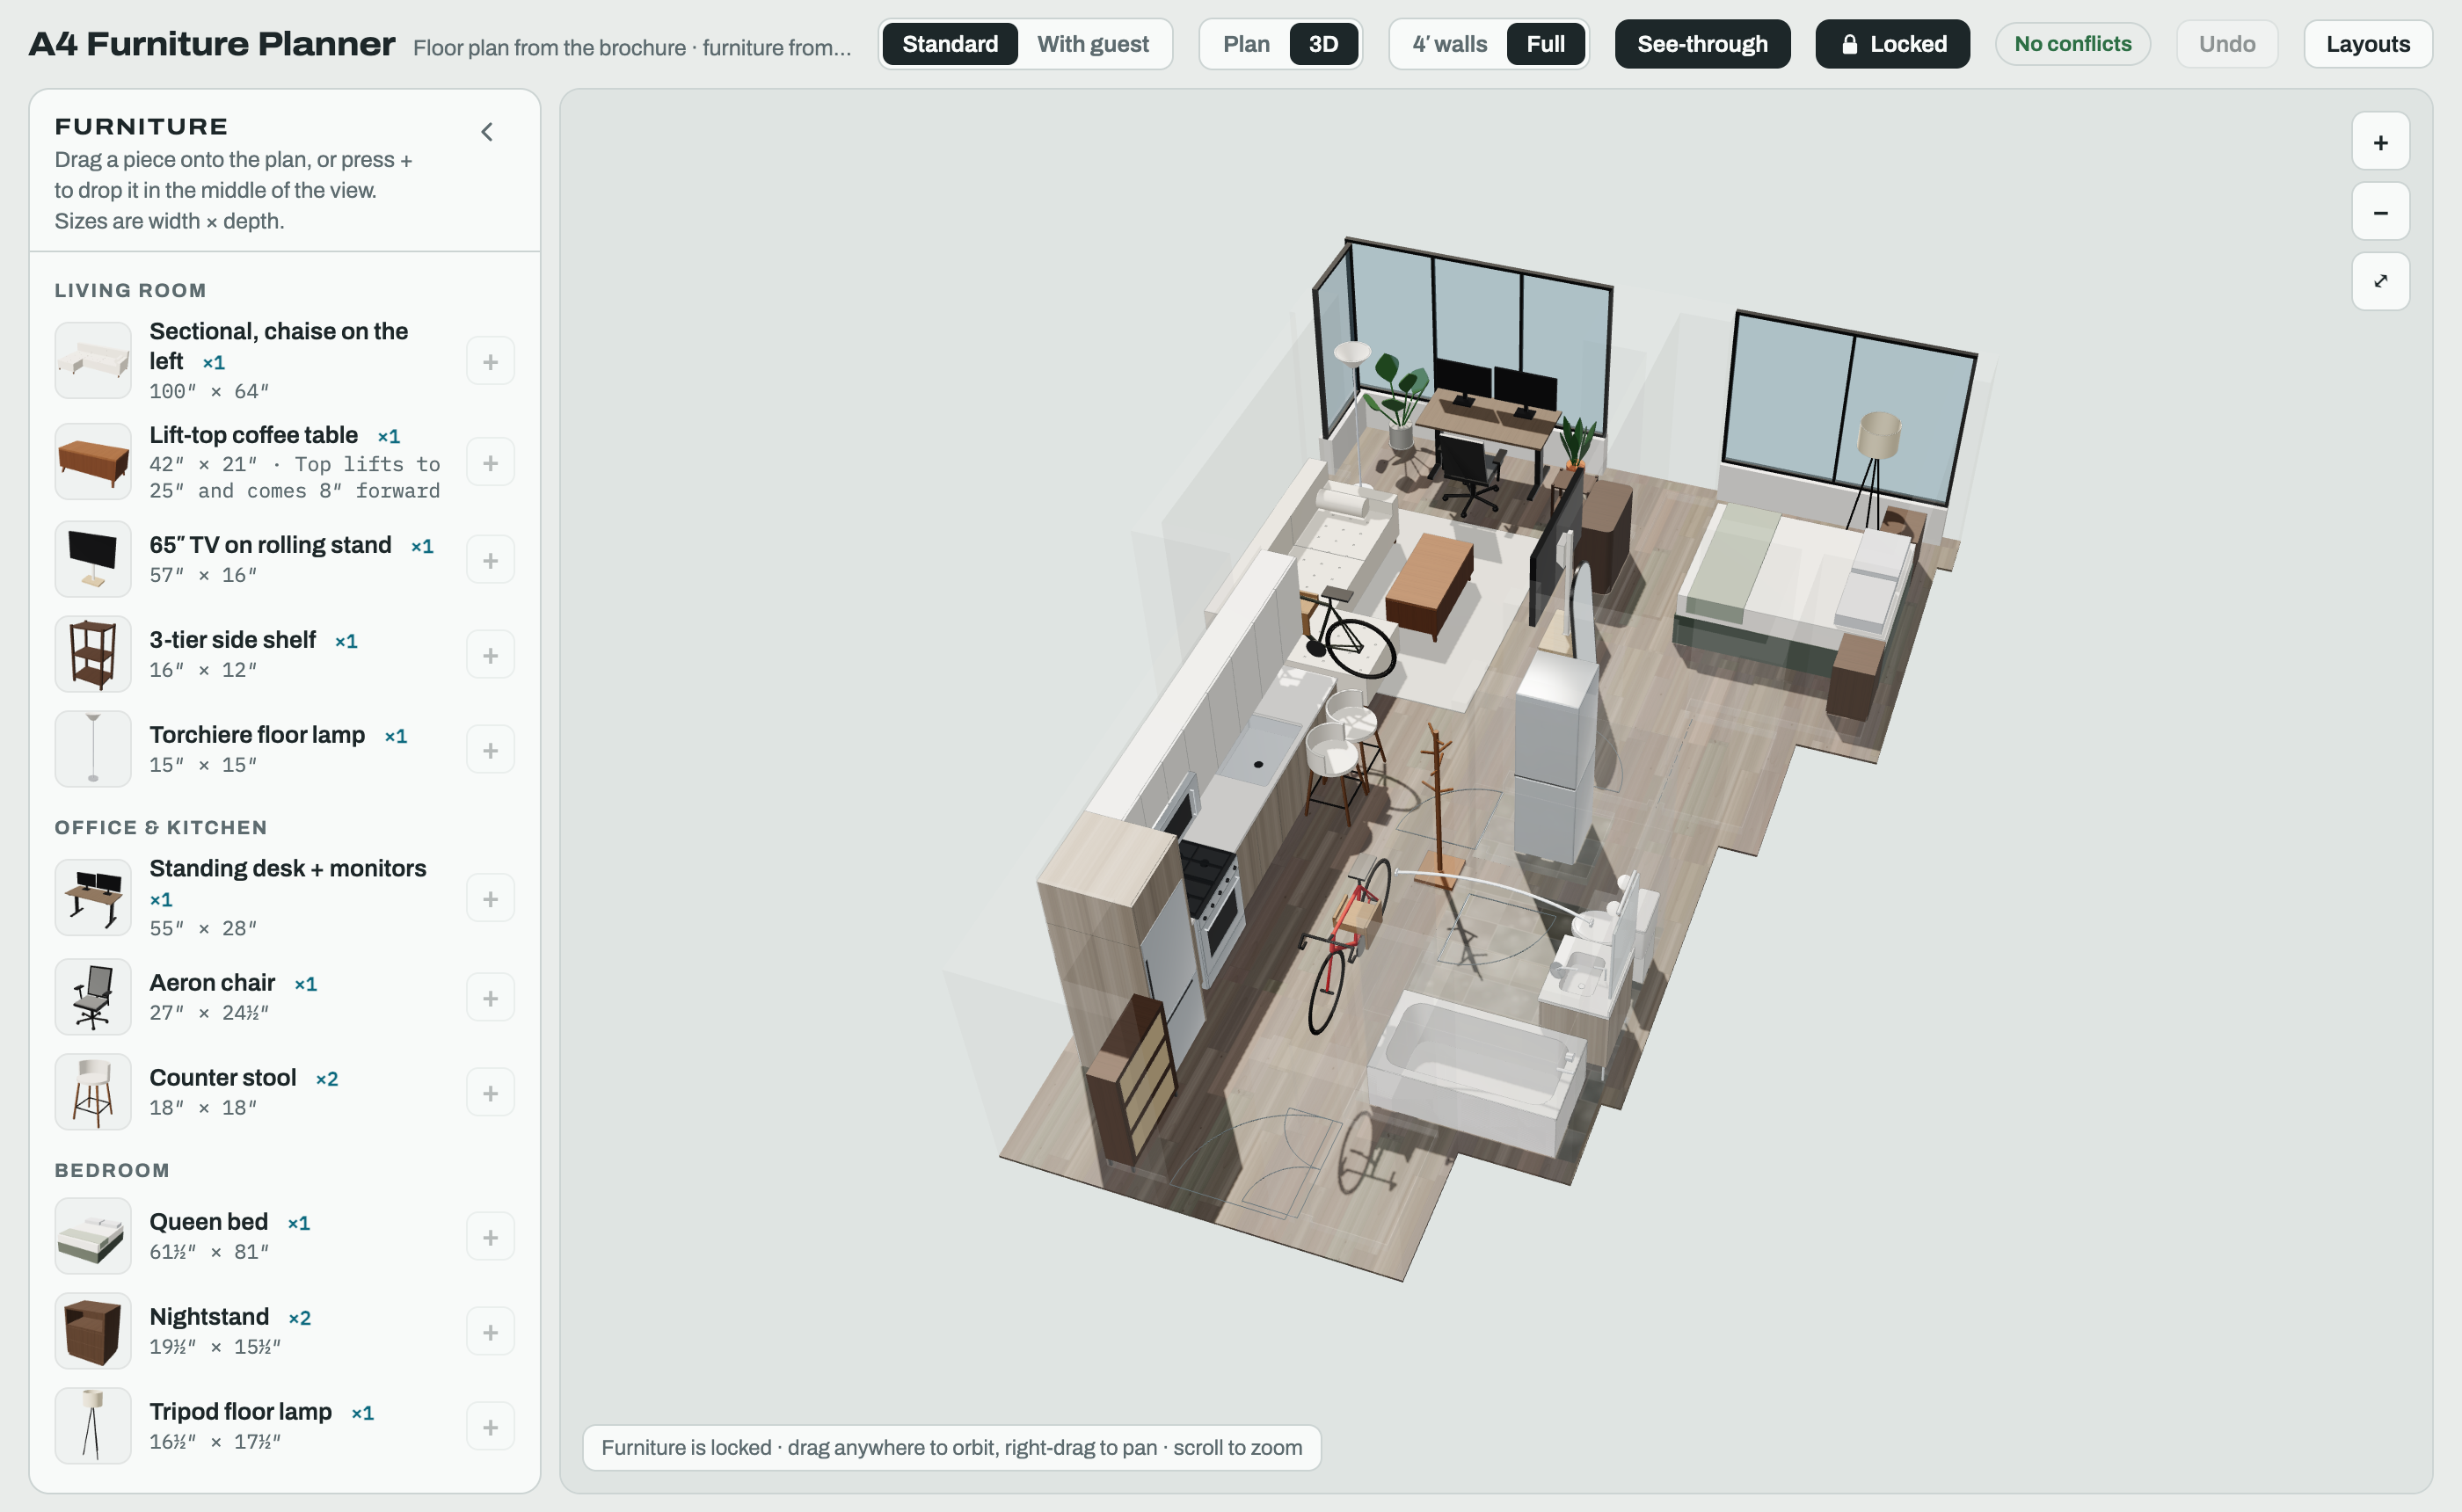 A4 Furniture Planner
Floor plan from the brochure · furniture from...
Standard
With guest
Plan
3D
4′ walls
Full
See-through
Locked
No conflicts
Undo
Layouts
FURNITURE
Drag a piece onto the plan, or press +
to drop it in the middle of the view.
Sizes are width × depth.
LIVING ROOM
Sectional, chaise on the
left ×1
100″ × 64″
+
Lift-top coffee table ×1
42″ × 21″ · Top lifts to
25″ and comes 8″ forward
+
65″ TV on rolling stand ×1
57″ × 16″
+
3-tier side shelf ×1
16″ × 12″
+
Torchiere floor lamp ×1
15″ × 15″
+
OFFICE & KITCHEN
Standing desk + monitors
×1
55″ × 28″
+
Aeron chair ×1
27″ × 24½″
+
Counter stool ×2
18″ × 18″
+
BEDROOM
Queen bed ×1
61½″ × 81″
+
Nightstand ×2
19½″ × 15½″
+
Tripod floor lamp ×1
16½″ × 17½″
+
+
−
Furniture is locked · drag anywhere to orbit, right-drag to pan · scroll to zoom